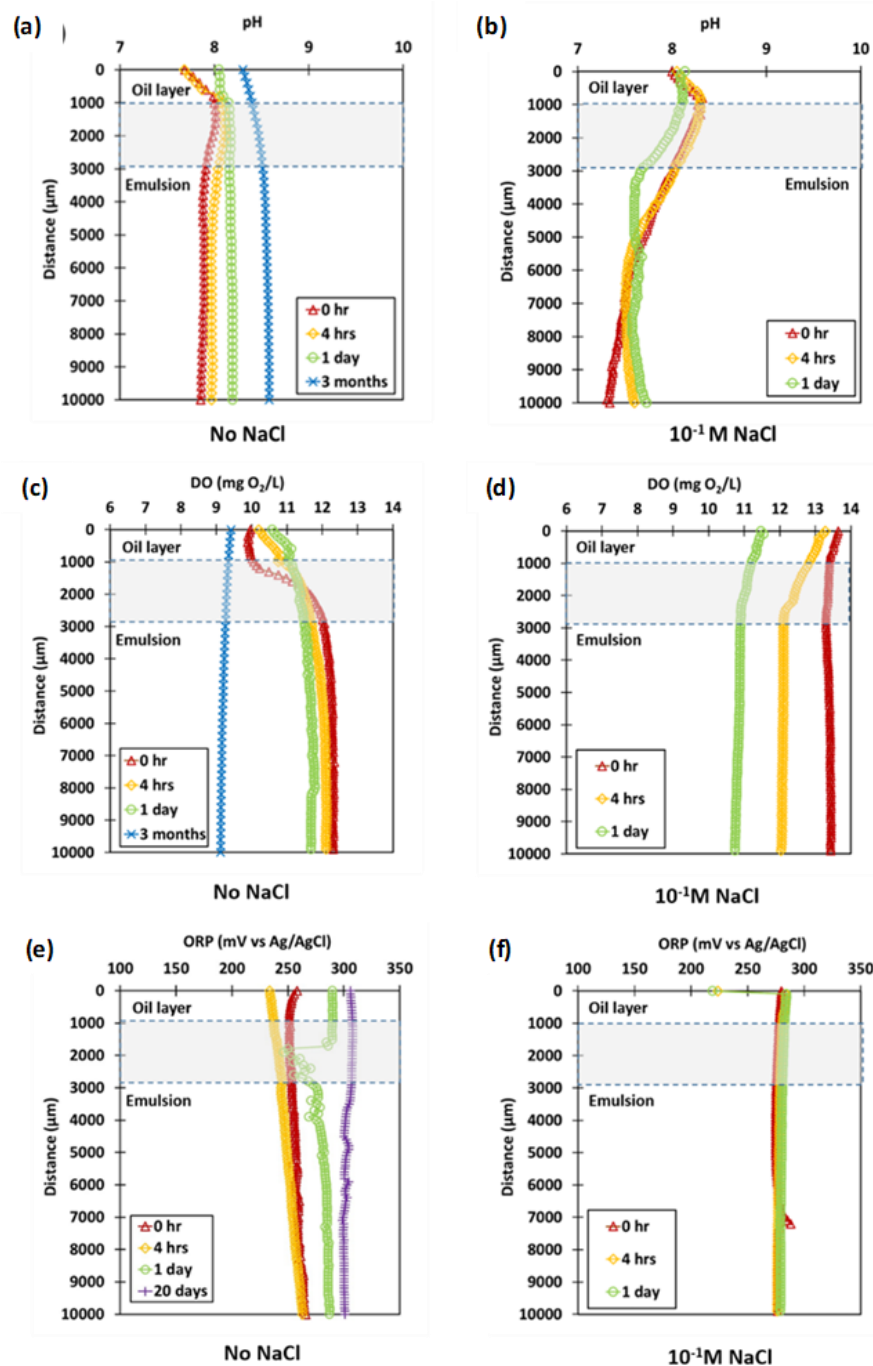 (a) )
pH
7 8 9 10
0
1000
2000
3000
4000
5000
6000
7000
8000
9000
10000
Distance (µm)
Oil layer
Emulsion
0 hr
4 hrs
1 day
3 months
No NaCl
(b)
pH
7 8 9 10
0
1000
2000
3000
4000
5000
6000
7000
8000
9000
10000
Distance (µm)
Oil layer
Emulsion
0 hr
4 hrs
1 day
10⁻¹ M NaCl
(c)
DO (mg O₂/L)
6 7 8 9 10 11 12 13 14
0
1000
2000
3000
4000
5000
6000
7000
8000
9000
10000
Distance (µm)
Oil layer
Emulsion
0 hr
4 hrs
1 day
3 months
No NaCl
(d)
DO (mg O₂/L)
6 7 8 9 10 11 12 13 14
0
1000
2000
3000
4000
5000
6000
7000
8000
9000
10000
Distance (µm)
Oil layer
Emulsion
0 hr
4 hrs
1 day
10⁻¹M NaCl
(e)
ORP (mV vs Ag/AgCl)
100 150 200 250 300 350
0
1000
2000
3000
4000
5000
6000
7000
8000
9000
10000
Distance (µm)
Oil layer
Emulsion
0 hr
4 hrs
1 day
20 days
No NaCl
(f)
ORP (mV vs Ag/AgCl)
100 150 200 250 300 350
0
1000
2000
3000
4000
5000
6000
7000
8000
9000
10000
Distance (µm)
Oil layer
Emulsion
0 hr
4 hrs
1 day
10⁻¹M NaCl